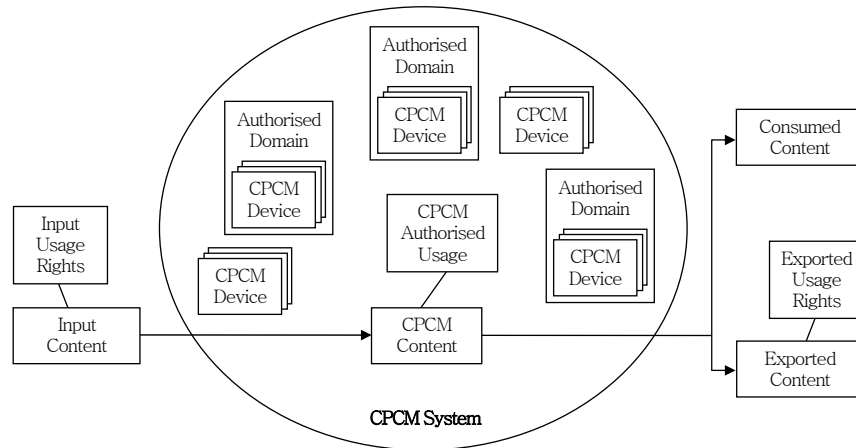 Authorised
Domain
CPCM
Device
CPCM
Device
Authorised
Domain
CPCM
Device
Consumed
Content
Authorised
Domain
CPCM
Device
Input
Usage
Rights
CPCM
Authorised
Usage
CPCM
Device
Exported
Usage
Rights
Input
Content
CPCM
Content
Exported
Content
CPCM System